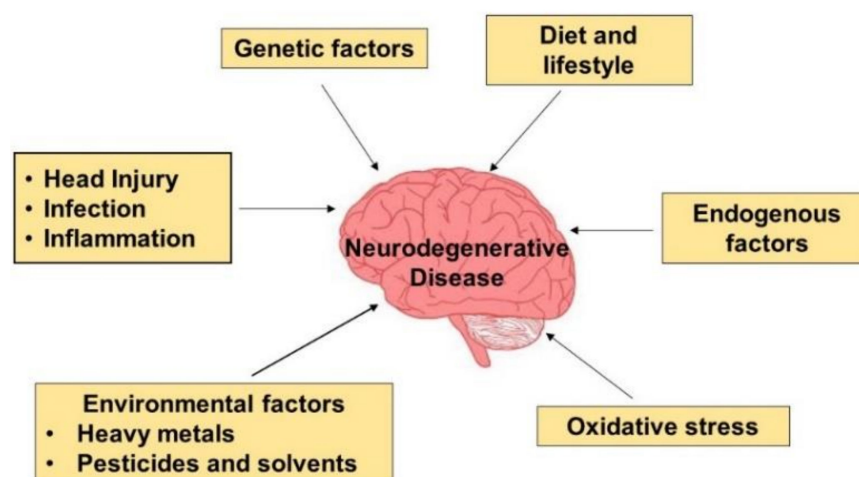 Genetic factors
Diet and
lifestyle
• Head Injury
• Infection
• Inflammation
Neurodegenerative
Disease
Endogenous
factors
Environmental factors
• Heavy metals
• Pesticides and solvents
Oxidative stress